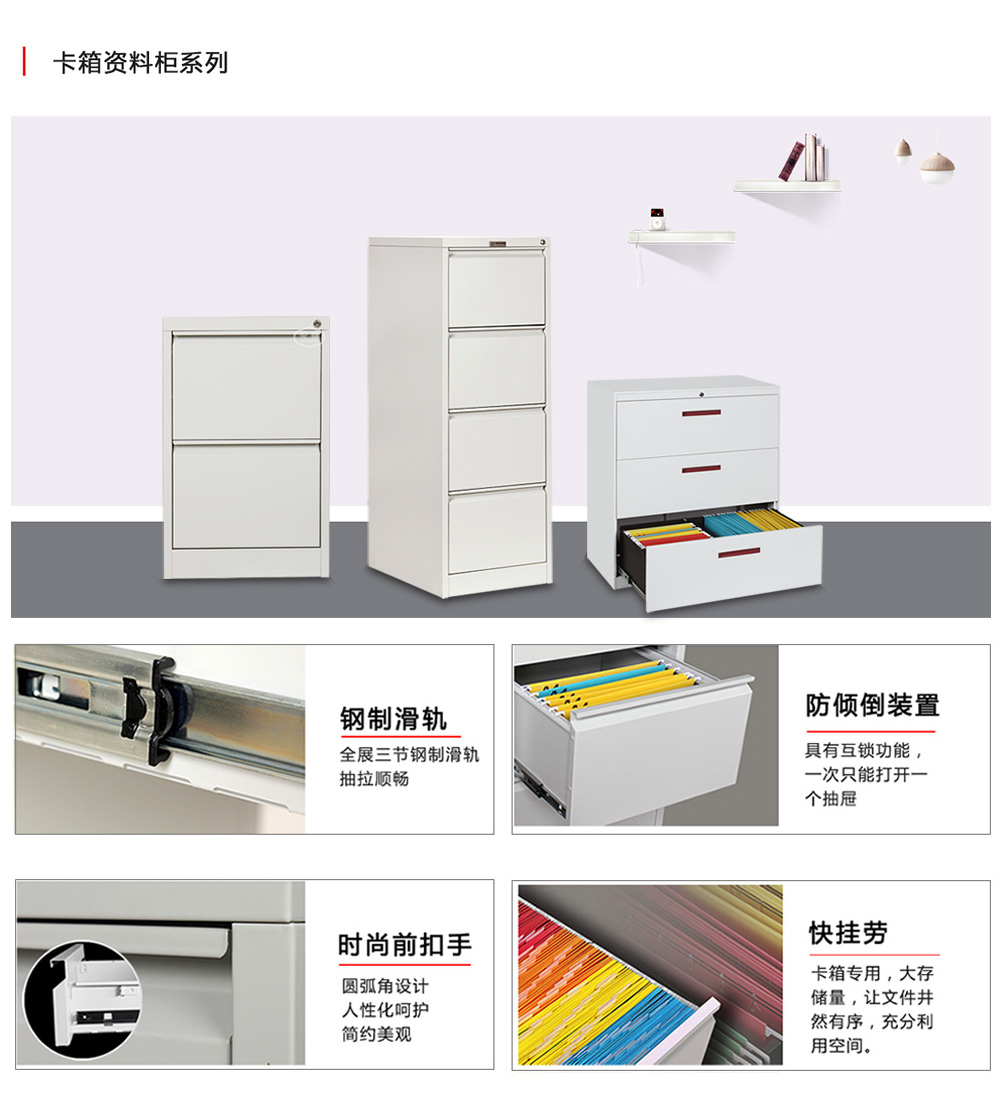 卡箱资料柜系列
钢制滑轨
全展三节钢制滑轨
抽拉顺畅
防倾倒装置
具有互锁功能，
一次只能打开一
个抽屉
时尚前扣手
圆弧角设计
人性化呵护
简约美观
快挂劳
卡箱专用，大存
储量，让文件井
然有序，充分利
用空间。